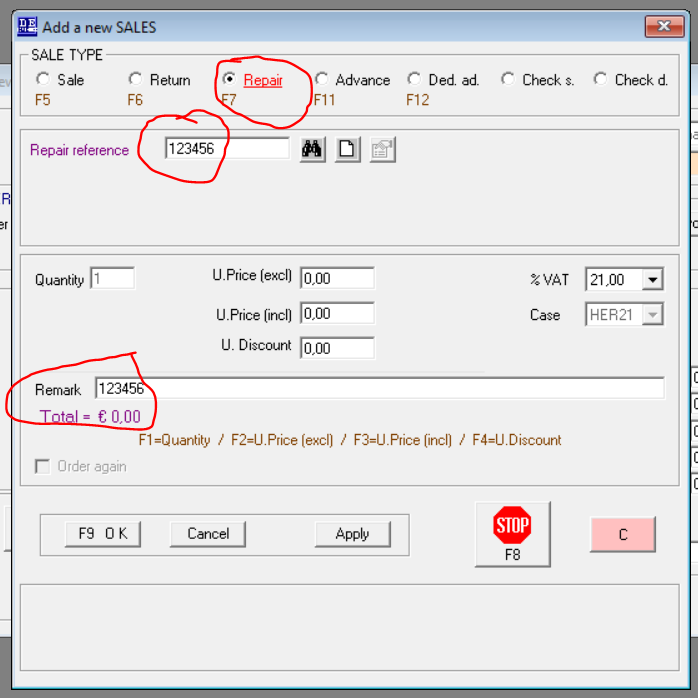 DE
ME
Add a new SALES
SALE TYPE
Sale Return Repair Advance Ded. ad. Check s. Check d.
F5 F6 F7 F11 F12
Repair reference 123456
Quantity 1 U.Price (excl) 0,00 % VAT 21,00
U.Price (incl) 0,00 Case HER21
U. Discount 0,00
Remark 123456
Total = € 0,00
F1=Quantity / F2=U.Price (excl) / F3=U.Price (incl) / F4=U.Discount
Order again
F9 O K Cancel Apply STOP C
F8